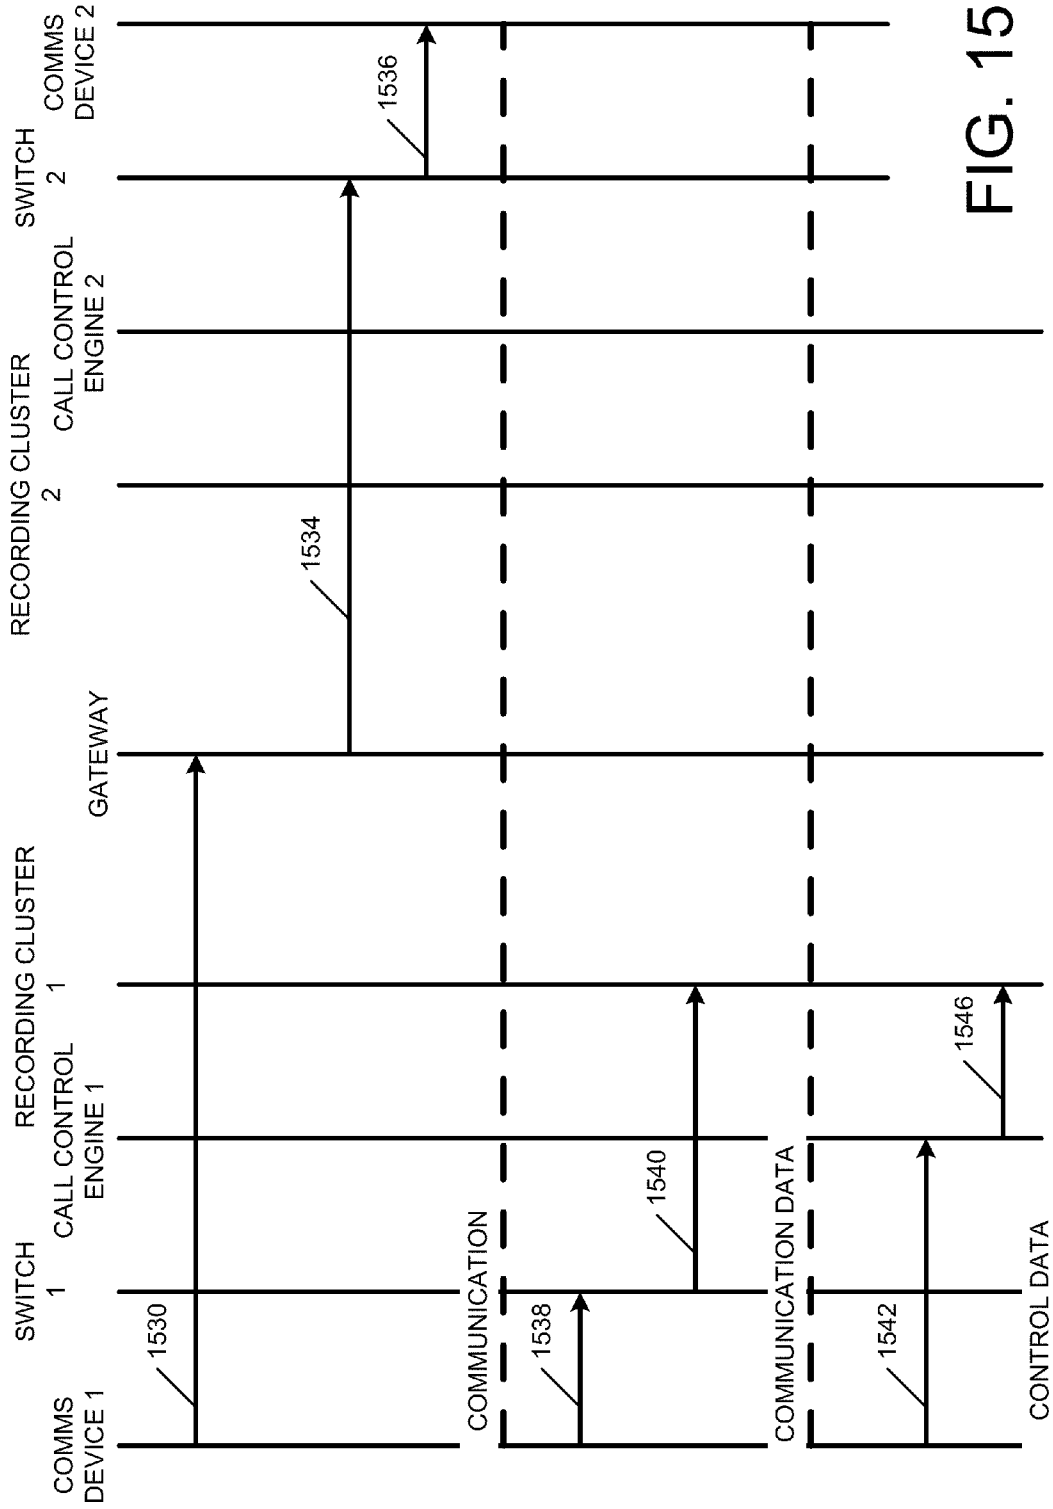 COMMS
DEVICE 1
SWITCH
1
CALL CONTROL
ENGINE 1
RECORDING CLUSTER
1
GATEWAY
RECORDING CLUSTER
2
CALL CONTROL
ENGINE 2
SWITCH
2
COMMS
DEVICE 2
1530
1534
1536
COMMUNICATION
1538
1540
COMMUNICATION DATA
1542
1546
CONTROL DATA
FIG. 15